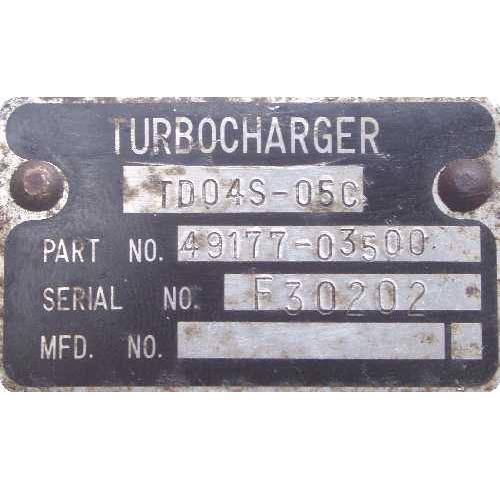 TURBOCHARGER
TD04S-05C
PART NO. 49177-03500
SERIAL NO. F30202
MFD. NO.